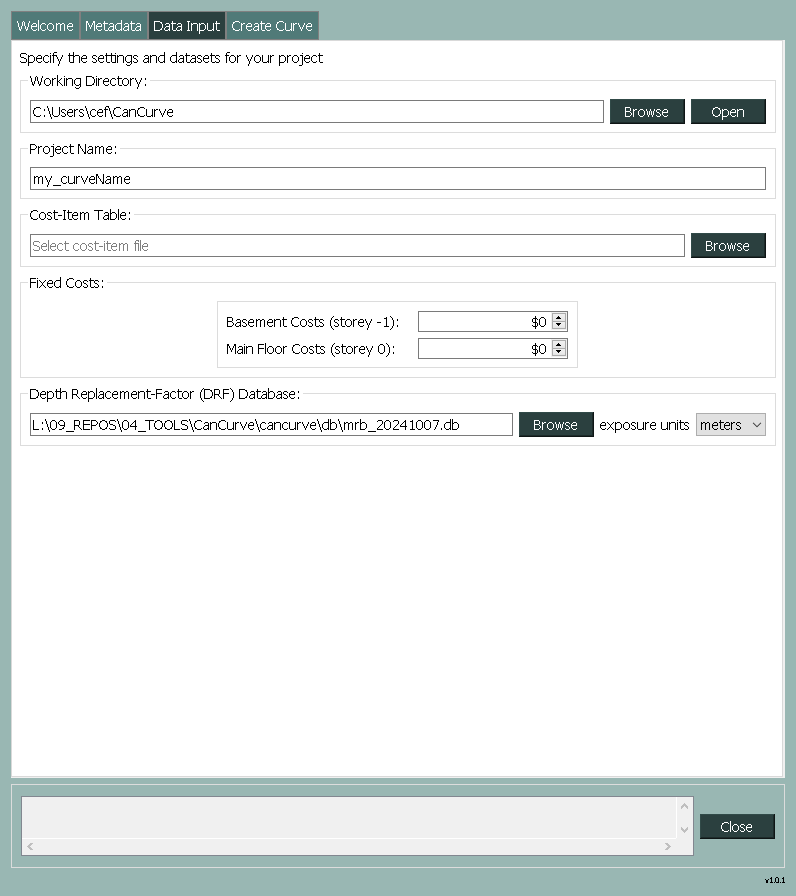 Welcome Metadata Data Input Create Curve
Specify the settings and datasets for your project
Working Directory:
C:\Users\cef\CanCurve Browse Open
Project Name:
my_curveName
Cost-Item Table:
Select cost-item file Browse
Fixed Costs:
Basement Costs (storey -1): $0
Main Floor Costs (storey 0): $0
Depth Replacement-Factor (DRF) Database:
L:\09_REPOS\04_TOOLS\CanCurve\cancurve\db\mrb_20241007.db Browse exposure units meters
Close
v1.0.1